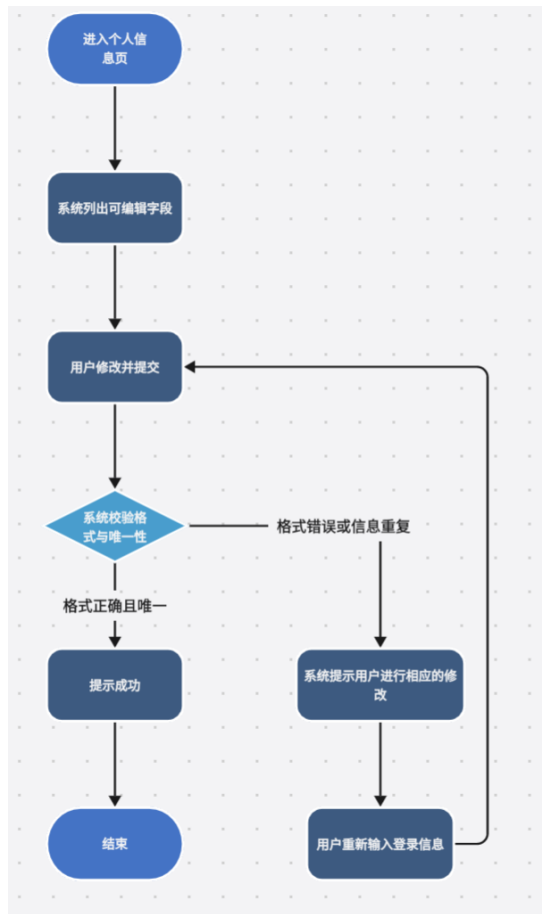 进入个人信
息页
系统列出可编辑字段
用户修改并提交
系统校验格
式与唯一性
格式错误或信息重复
格式正确且唯一
提示成功
系统提示用户进行相应的修
改
结束
用户重新输入登录信息